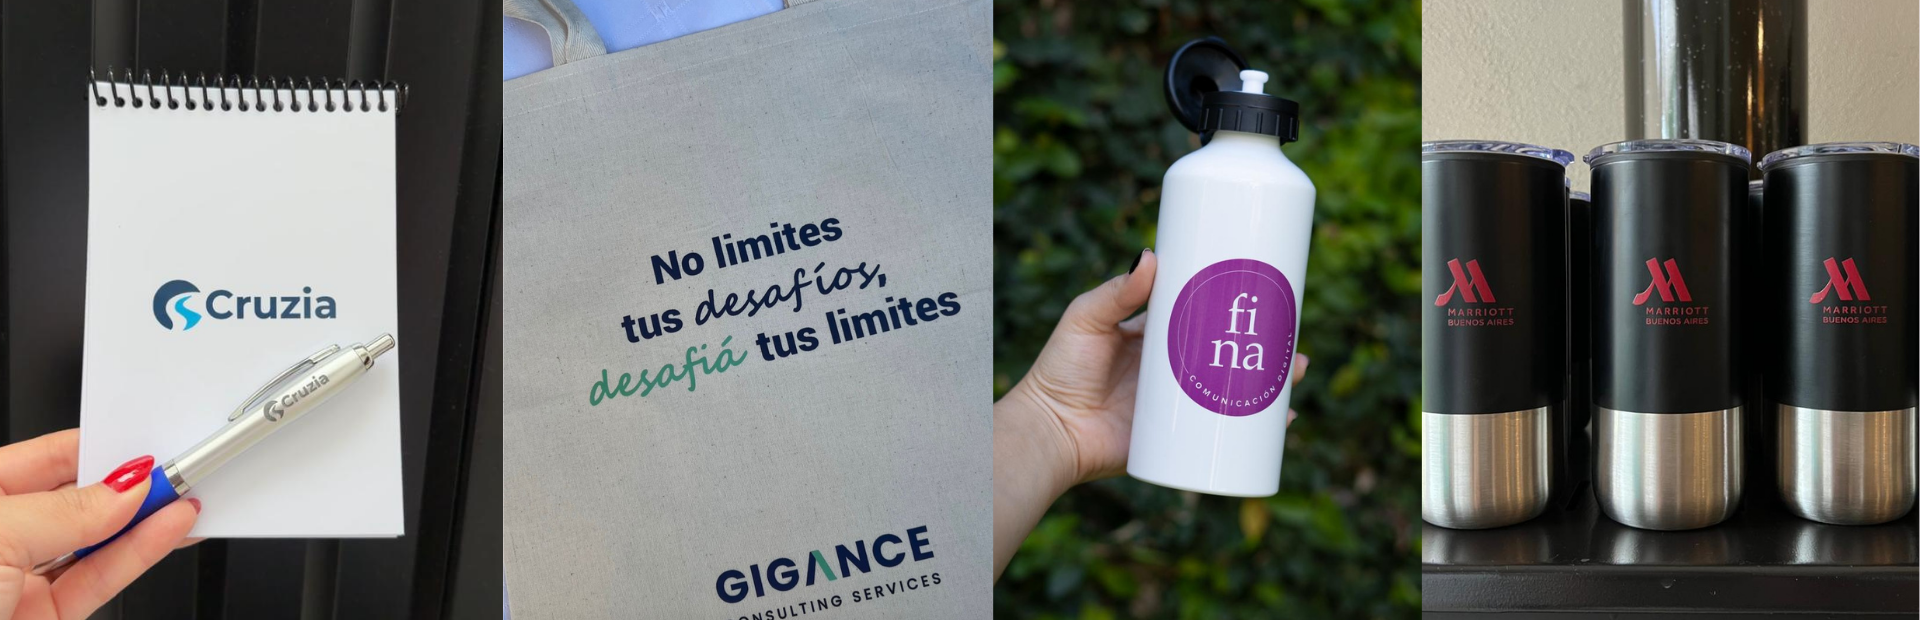 Cruzia
Cruzia
No limites
tus desafíos,
desafiá tus limites
GIGANCE
ONSULTING SERVICES
fi
na
COMUNICACIÓN DIGITAL
MARRIOTT
BUENOS AIRES
MARRIOTT
BUENOS AIRES
MARRIOTT
BUENOS AIRES